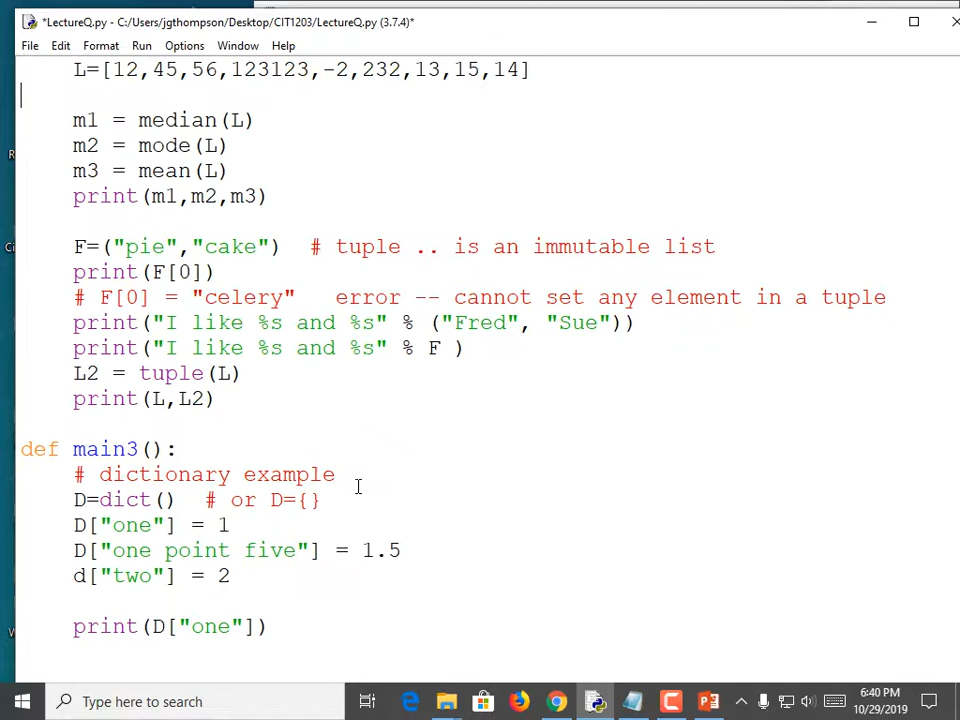 *LectureQ.py - C:/Users/jgthompson/Desktop/CIT1203/LectureQ.py (3.7.4)*
File Edit Format Run Options Window Help
L=[12,45,56,123123,-2,232,13,15,14]
m1 = median(L)
m2 = mode(L)
m3 = mean(L)
print(m1,m2,m3)
F=("pie","cake")  # tuple .. is an immutable list
print(F[0])
# F[0] = "celery"   error -- cannot set any element in a tuple
print("I like %s and %s" % ("Fred", "Sue"))
print("I like %s and %s" % F )
L2 = tuple(L)
print(L,L2)
def main3():
# dictionary example
D=dict()  # or D={}
D["one"] = 1
D["one point five"] = 1.5
d["two"] = 2
print(D["one"])
Type here to search
6:40 PM
10/29/2019